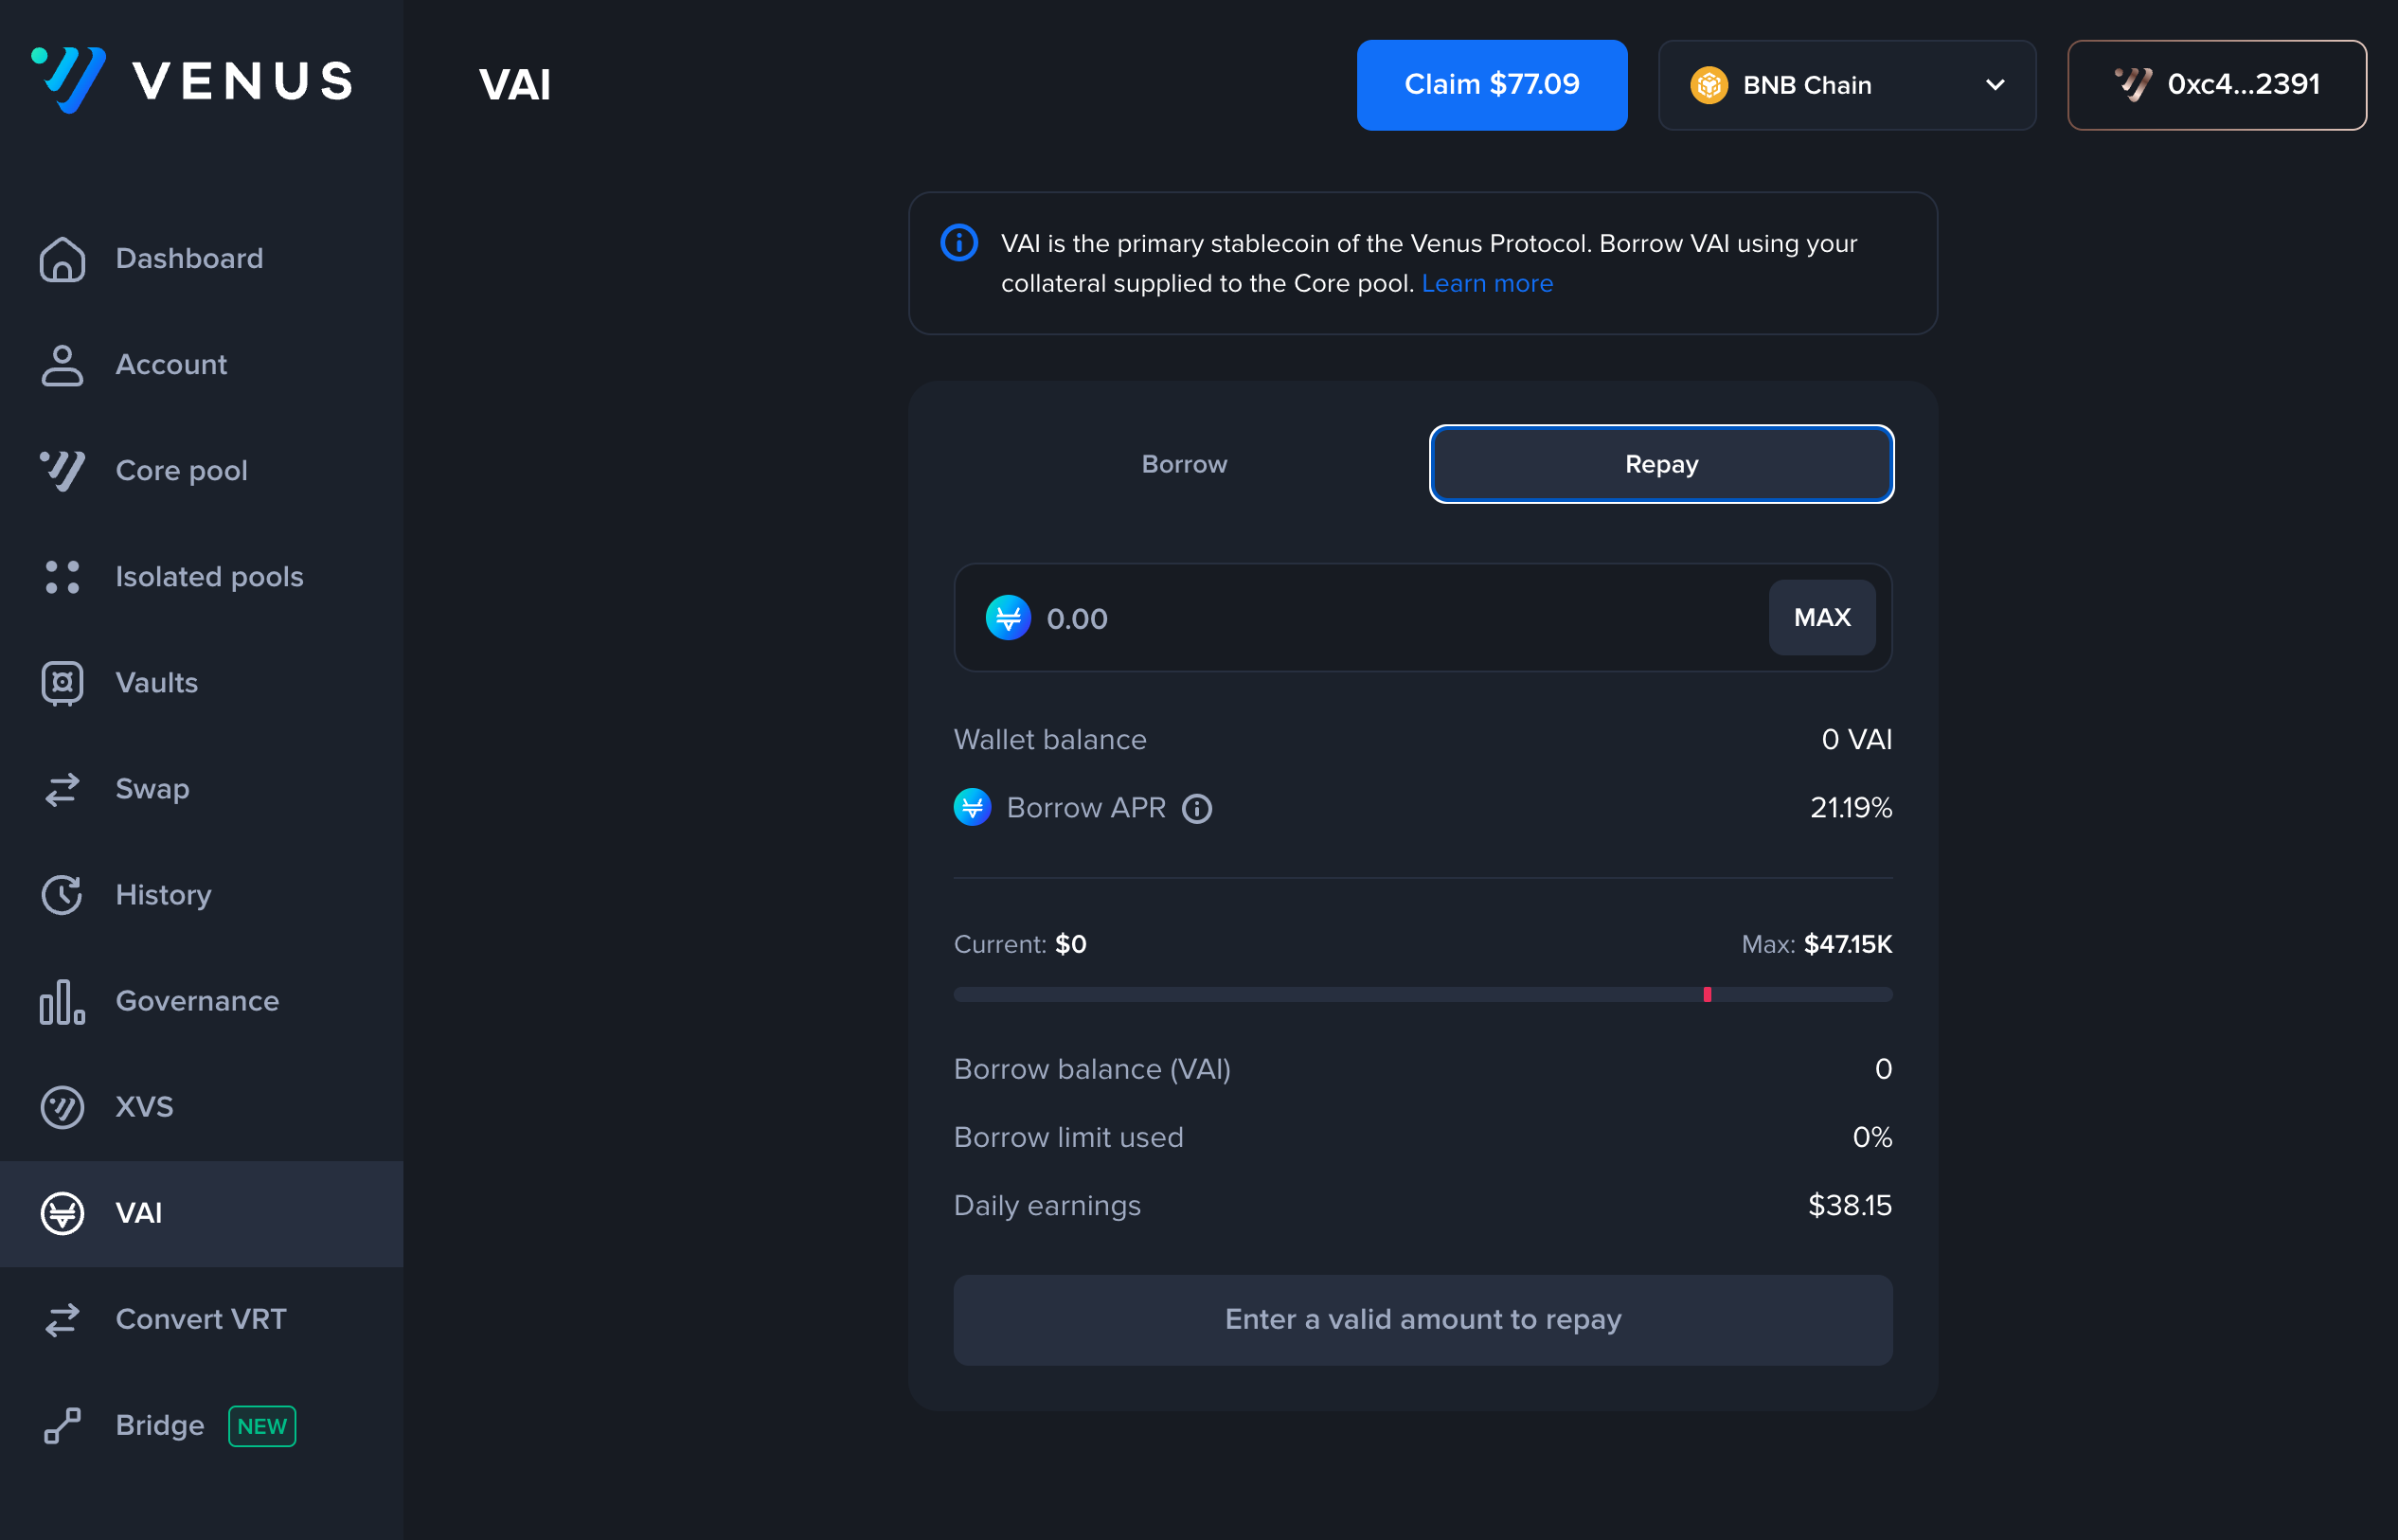 VENUS
VAI
Claim $77.09
BNB Chain
0xc4...2391
Dashboard
Account
Core pool
Isolated pools
Vaults
Swap
History
Governance
XVS
VAI
Convert VRT
Bridge NEW
VAI is the primary stablecoin of the Venus Protocol. Borrow VAI using your
collateral supplied to the Core pool. Learn more
Borrow
Repay
0.00
MAX
Wallet balance 0 VAI
Borrow APR 21.19%
Current: $0 Max: $47.15K
Borrow balance (VAI) 0
Borrow limit used 0%
Daily earnings $38.15
Enter a valid amount to repay